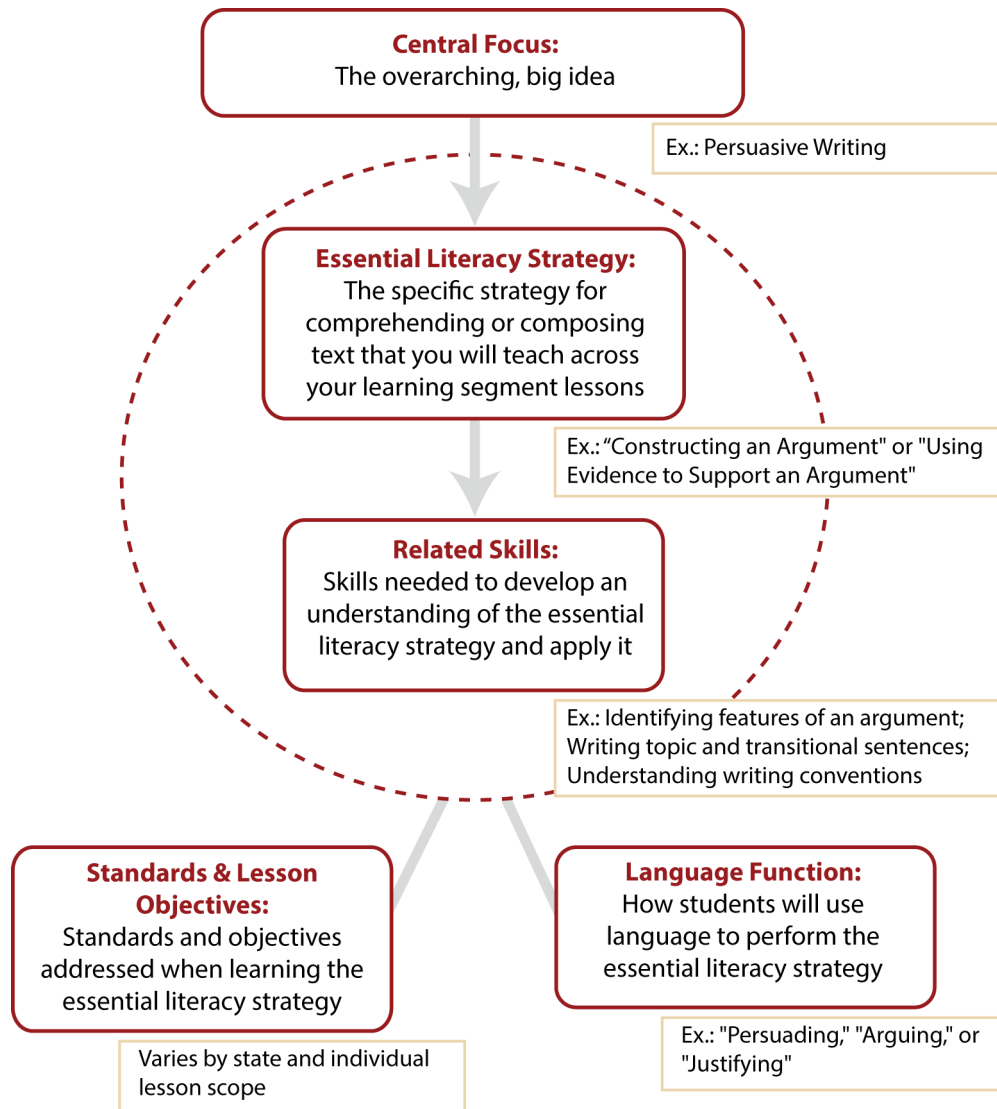 Central Focus:
The overarching, big idea
Ex.: Persuasive Writing
Essential Literacy Strategy:
The specific strategy for
comprehending or composing
text that you will teach across
your learning segment lessons
Ex.: “Constructing an Argument" or "Using
Evidence to Support an Argument"
Related Skills:
Skills needed to develop an
understanding of the essential
literacy strategy and apply it
Ex.: Identifying features of an argument;
Writing topic and transitional sentences;
Understanding writing conventions
Standards & Lesson
Objectives:
Standards and objectives
addressed when learning the
essential literacy strategy
Varies by state and individual
lesson scope
Language Function:
How students will use
language to perform the
essential literacy strategy
Ex.: "Persuading," "Arguing," or
"Justifying"